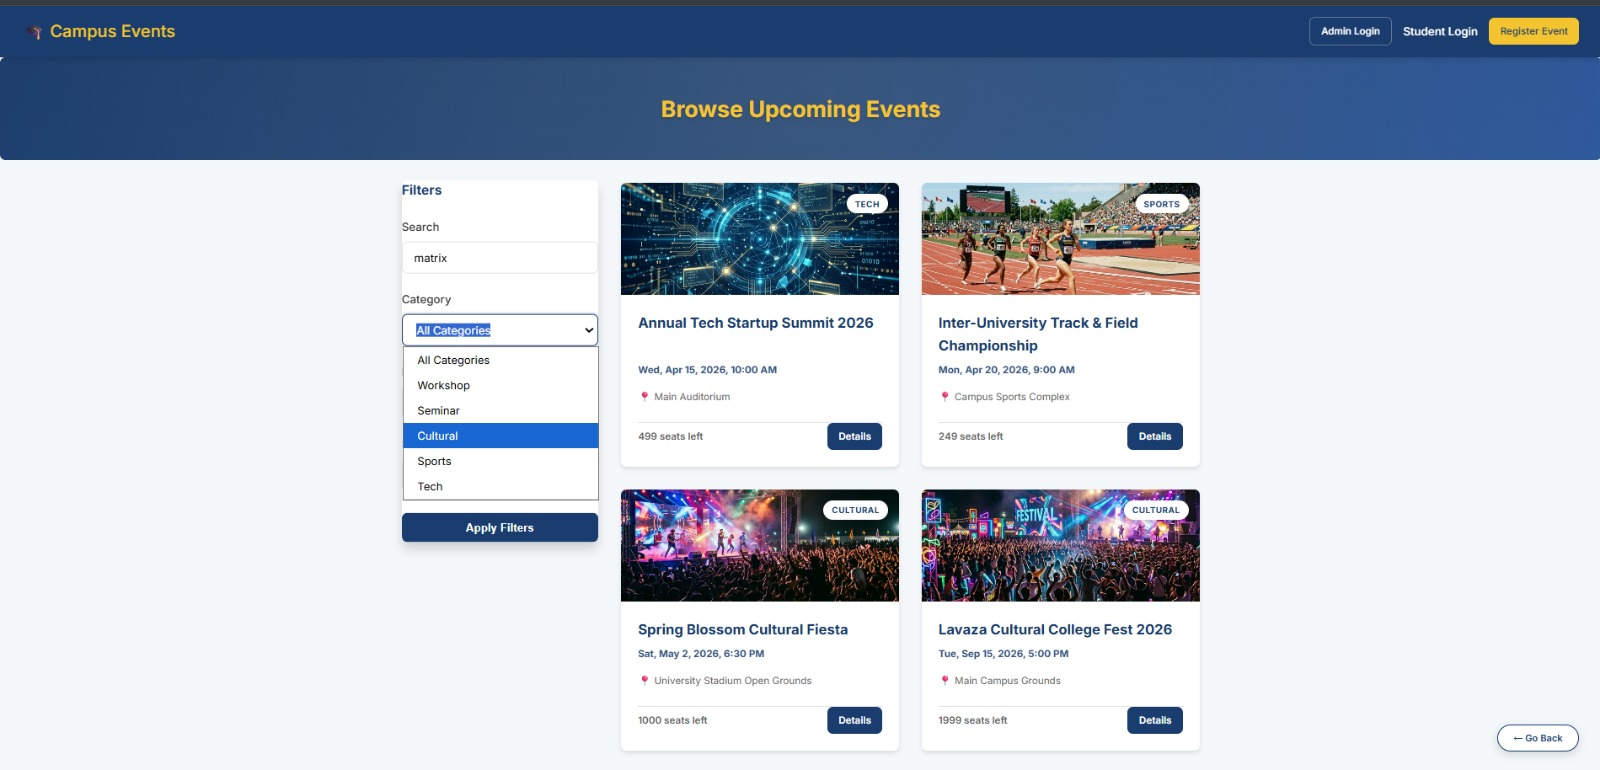 Campus Events
Admin Login
Student Login
Register Event
Browse Upcoming Events
Filters
Search
matrix
Category
All Categories
All Categories
Workshop
Seminar
Cultural
Sports
Tech
Apply Filters
TECH
Annual Tech Startup Summit 2026
Wed, Apr 15, 2026, 10:00 AM
Main Auditorium
499 seats left
Details
SPORTS
Inter-University Track & Field
Championship
Mon, Apr 20, 2026, 9:00 AM
Campus Sports Complex
249 seats left
Details
CULTURAL
Spring Blossom Cultural Fiesta
Sat, May 2, 2026, 6:30 PM
University Stadium Open Grounds
1000 seats left
Details
FESTIVAL
CULTURAL
Lavaza Cultural College Fest 2026
Tue, Sep 15, 2026, 5:00 PM
Main Campus Grounds
1999 seats left
Details
← Go Back